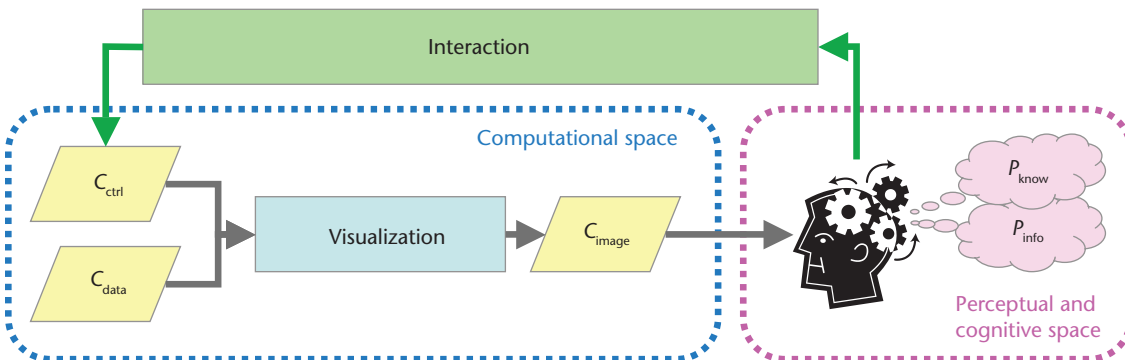 Interaction
Computational space
C_ctrl
Visualization
C_image
C_data
P_know
P_info
Perceptual and
cognitive space